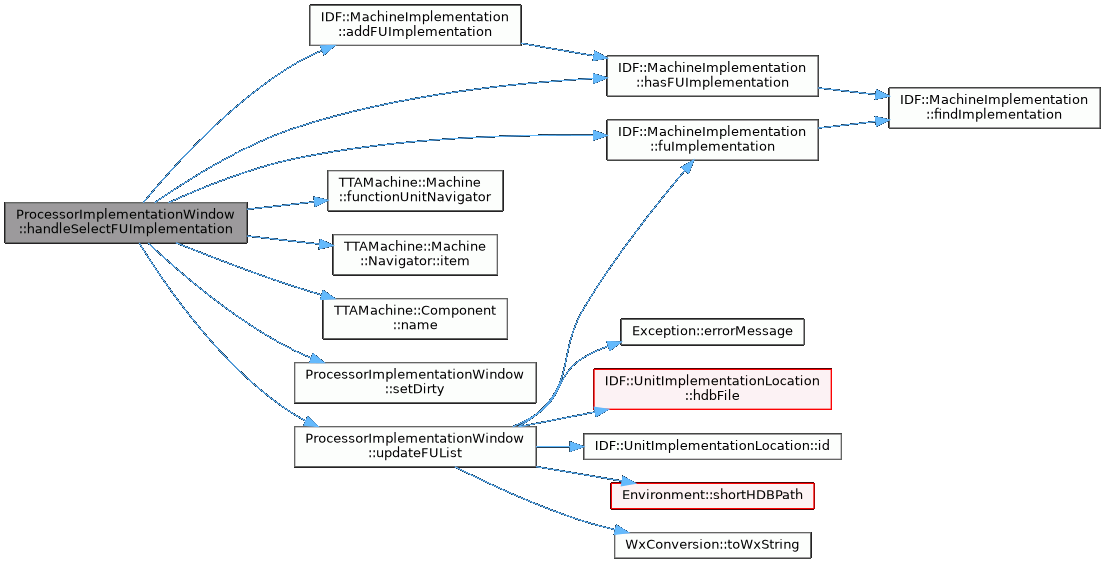 ProcessorImplementationWindow
::handleSelectFUImplementation
IDF::MachineImplementation
::addFUImplementation
IDF::MachineImplementation
::hasFUImplementation
IDF::MachineImplementation
::findImplementation
IDF::MachineImplementation
::fuImplementation
TTAMachine::Machine
::functionUnitNavigator
TTAMachine::Machine
::Navigator::item
TTAMachine::Component
::name
ProcessorImplementationWindow
::setDirty
ProcessorImplementationWindow
::updateFUList
Exception::errorMessage
IDF::UnitImplementationLocation
::hdbFile
IDF::UnitImplementationLocation::id
Environment::shortHDBPath
WxConversion::toWxString